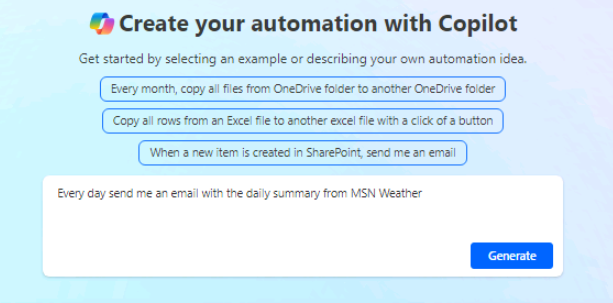 Create your automation with Copilot
Get started by selecting an example or describing your own automation idea.
Every month, copy all files from OneDrive folder to another OneDrive folder
Copy all rows from an Excel file to another excel file with a click of a button
When a new item is created in SharePoint, send me an email
Every day send me an email with the daily summary from MSN Weather
Generate